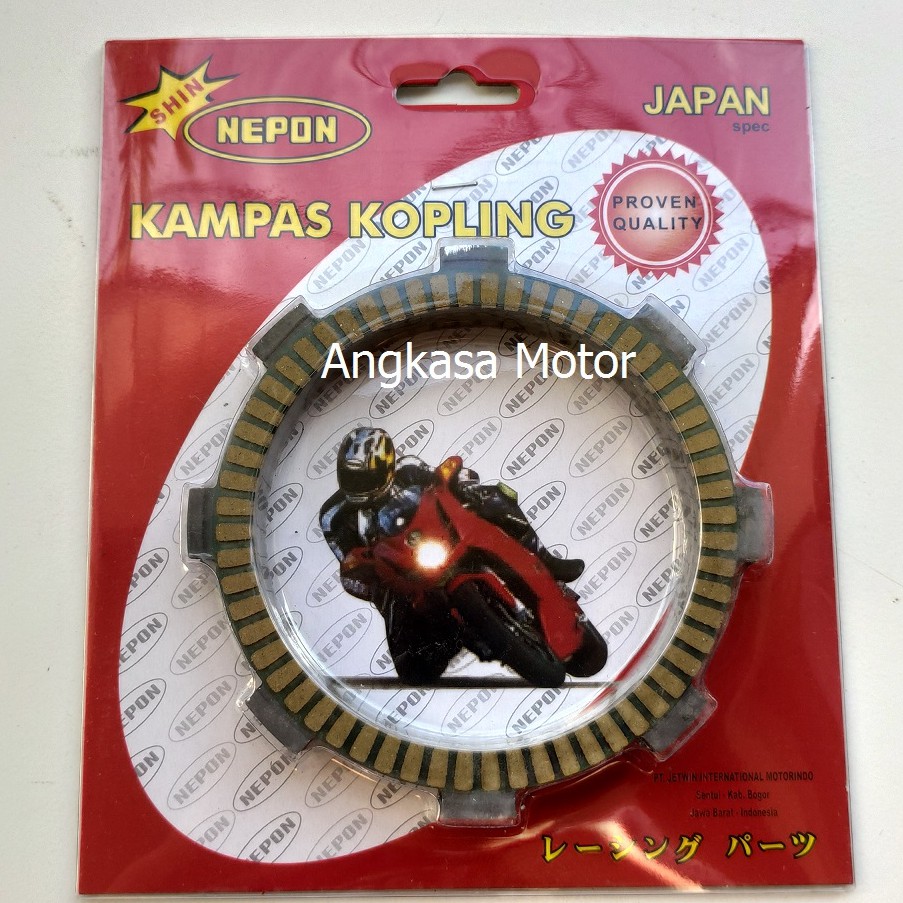 SHIN
NEPON
JAPAN
spec
PROVEN
QUALITY
KAMPAS KOPLING
Angkasa Motor
NEPON
PT. JETWIN INTERNATIONAL MOTORINDO
Sentul - Kab. Bogor
Jawa Barat - Indonesia
レーシング パーツ